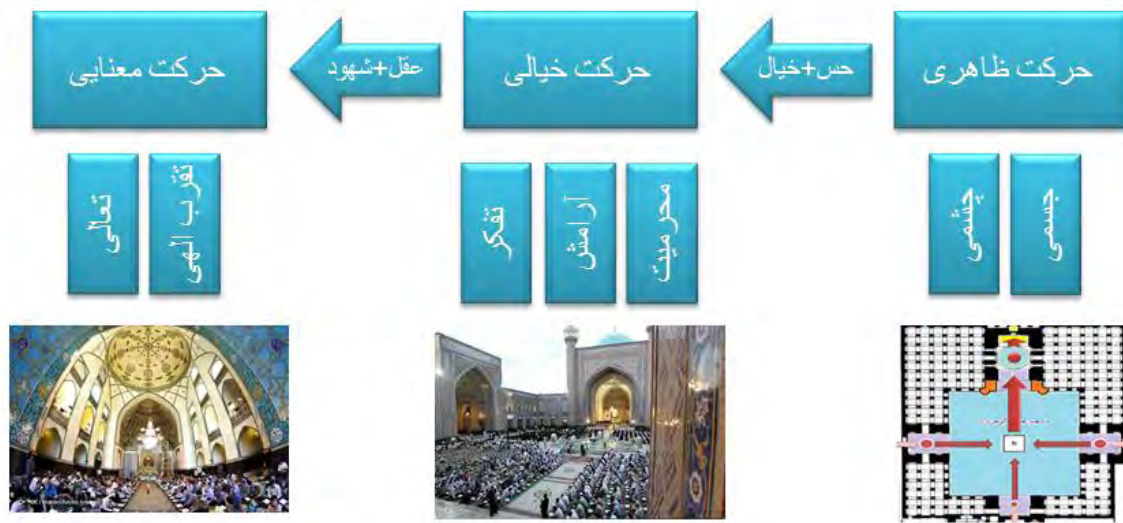 حرکت ظاهری
حس+خیال
حرکت خیالی
عقل+شهود
حرکت معنایی
جسمی
چشمی
محرمیت
آرامش
تفکر
تقرب الهی
تعالی